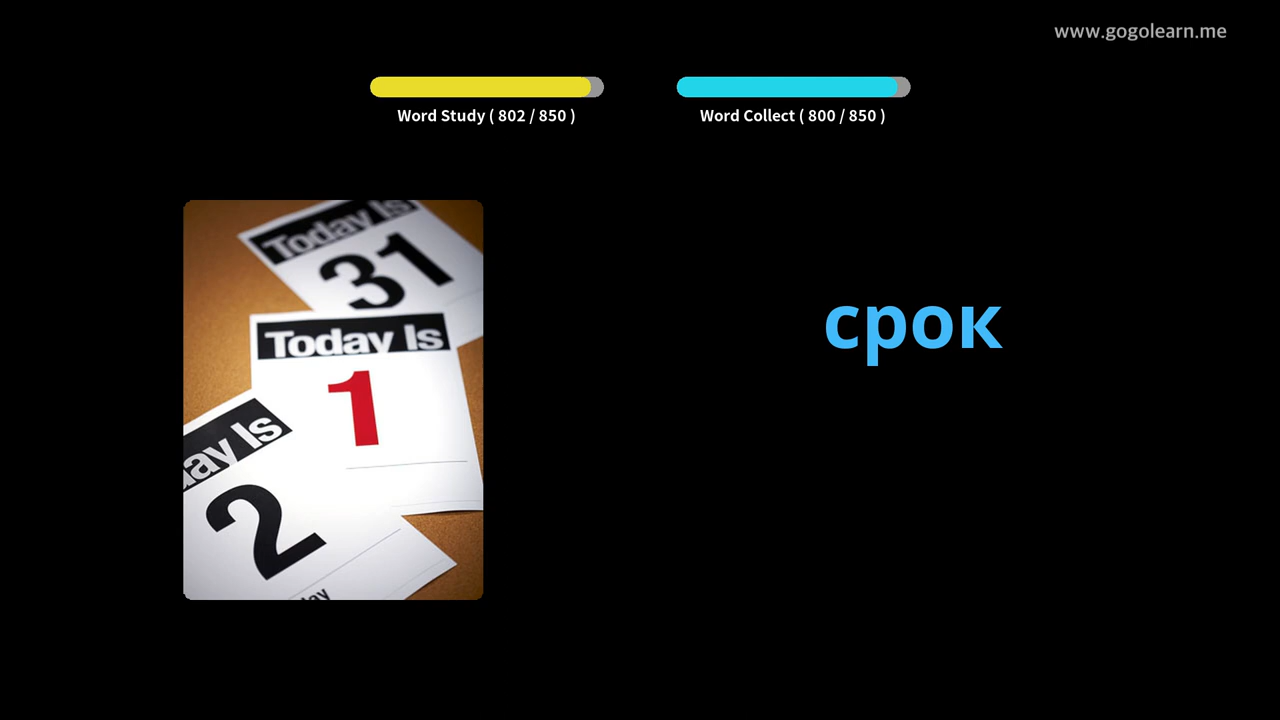 www.gogolearn.me
Word Study ( 802 / 850 )
Word Collect ( 800 / 850 )
Today Is
31
Today Is
1
day Is
2
срок